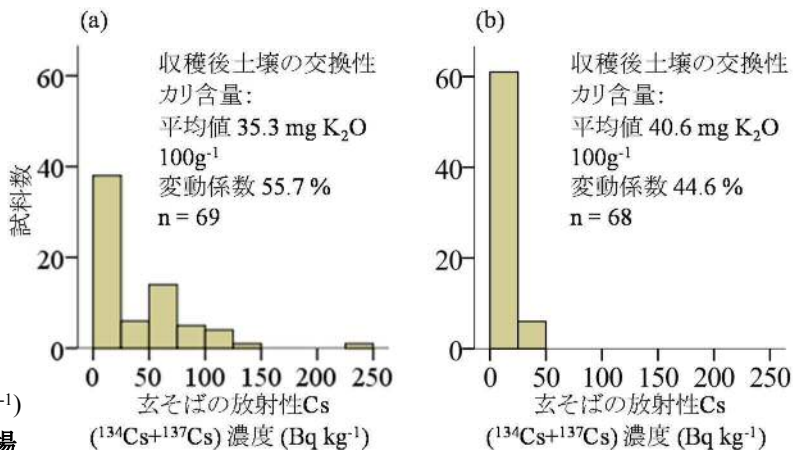 (a)
収穫後土壌の交換性
カリ含量:
平均値 35.3 mg K₂O
100g⁻¹
変動係数 55.7 %
n = 69
試料数
60
40
20
0
0 50 100 150 200 250
玄そばの放射性Cs
(¹³⁴Cs+¹³⁷Cs) 濃度 (Bq kg⁻¹)
(b)
収穫後土壌の交換性
カリ含量:
平均値 40.6 mg K₂O
100g⁻¹
変動係数 44.6 %
n = 68
60
40
20
0
0 50 100 150 200 250
玄そばの放射性Cs
(¹³⁴Cs+¹³⁷Cs) 濃度 (Bq kg⁻¹)
⁻¹)